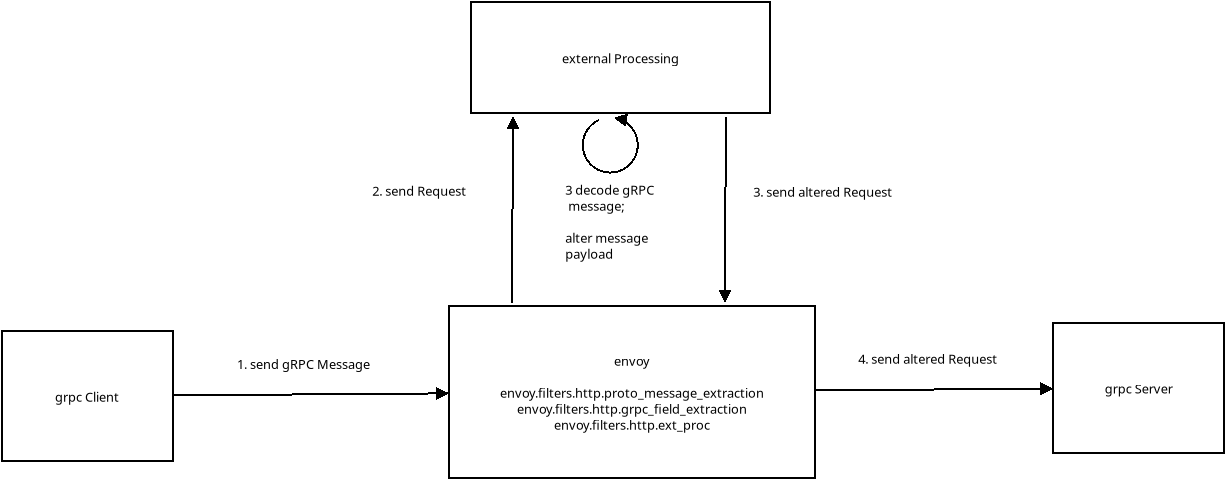 external Processing
2. send Request
3 decode gRPC
message;
alter message
payload
3. send altered Request
1. send gRPC Message
grpc Client
envoy
envoy.filters.http.proto_message_extraction
envoy.filters.http.grpc_field_extraction
envoy.filters.http.ext_proc
4. send altered Request
grpc Server